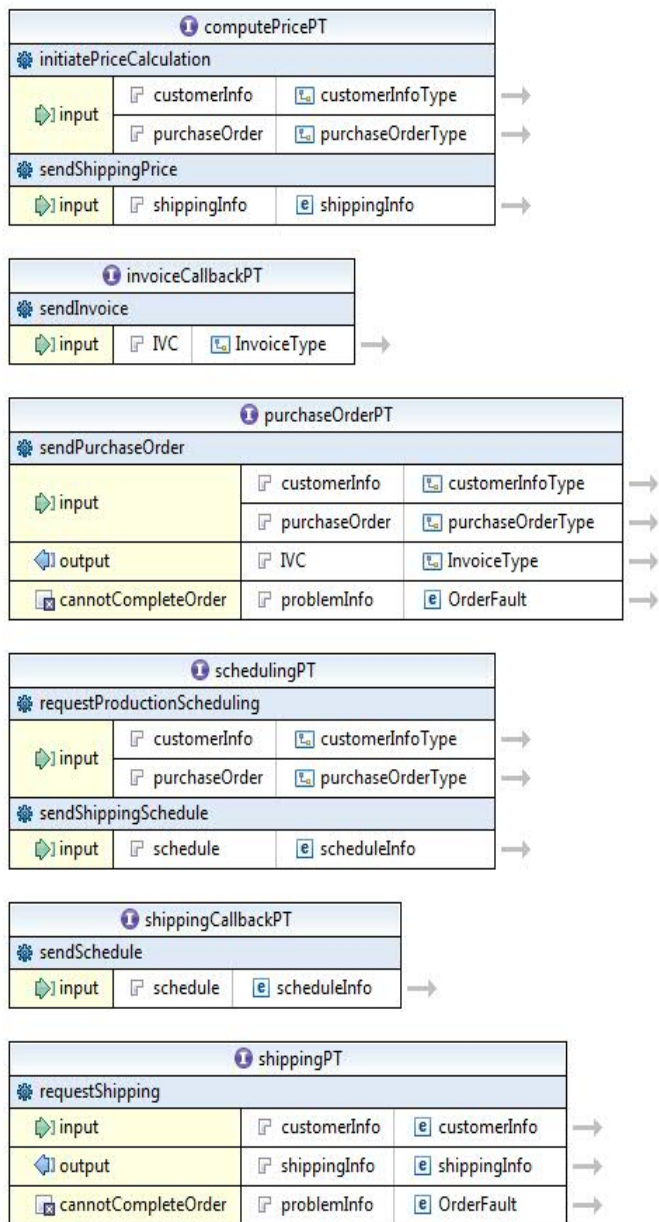 computePricePT
initiatePriceCalculation
input customerInfo customerInfoType
purchaseOrder purchaseOrderType
sendShippingPrice
input shippingInfo e shippingInfo
invoiceCallbackPT
sendInvoice
input IVC InvoiceType
purchaseOrderPT
sendPurchaseOrder
input customerInfo customerInfoType
purchaseOrder purchaseOrderType
output IVC InvoiceType
cannotCompleteOrder problemInfo e OrderFault
schedulingPT
requestProductionScheduling
input customerInfo customerInfoType
purchaseOrder purchaseOrderType
sendShippingSchedule
input schedule e scheduleInfo
shippingCallbackPT
sendSchedule
input schedule e scheduleInfo
shippingPT
requestShipping
input customerInfo e customerInfo
output shippingInfo e shippingInfo
cannotCompleteOrder problemInfo e OrderFault